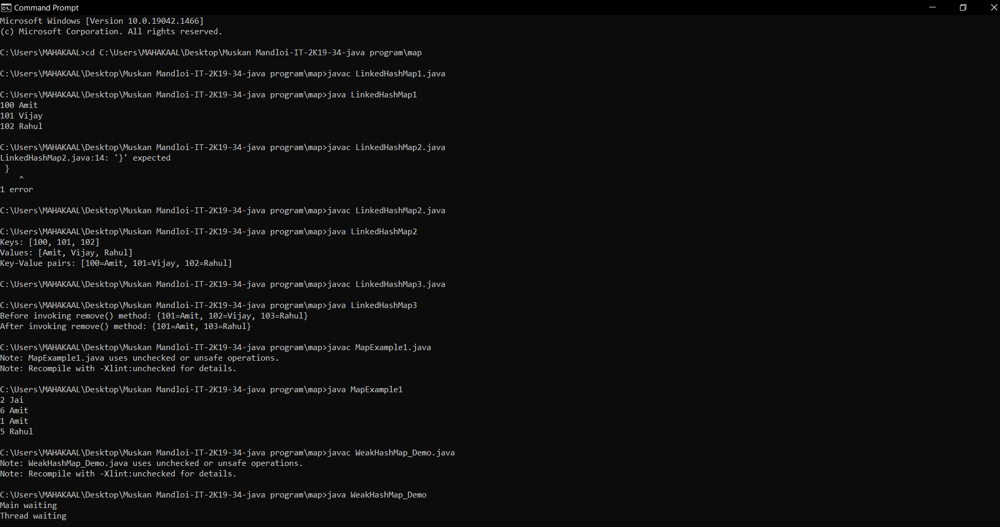 Command Prompt
Microsoft Windows [Version 10.0.19042.1466]
(c) Microsoft Corporation. All rights reserved.
C:\Users\MAHAKAAL>cd C:\Users\MAHAKAAL\Desktop\Muskan Mandloi-IT-2K19-34-java program\map
C:\Users\MAHAKAAL\Desktop\Muskan Mandloi-IT-2K19-34-java program\map>javac LinkedHashMap1.java
C:\Users\MAHAKAAL\Desktop\Muskan Mandloi-IT-2K19-34-java program\map>java LinkedHashMap1
100 Amit
101 Vijay
102 Rahul
C:\Users\MAHAKAAL\Desktop\Muskan Mandloi-IT-2K19-34-java program\map>javac LinkedHashMap2.java
LinkedHashMap2.java:14: '}' expected
 }
    ^
1 error
C:\Users\MAHAKAAL\Desktop\Muskan Mandloi-IT-2K19-34-java program\map>javac LinkedHashMap2.java
C:\Users\MAHAKAAL\Desktop\Muskan Mandloi-IT-2K19-34-java program\map>java LinkedHashMap2
Keys: [100, 101, 102]
Values: [Amit, Vijay, Rahul]
Key-Value pairs: [100=Amit, 101=Vijay, 102=Rahul]
C:\Users\MAHAKAAL\Desktop\Muskan Mandloi-IT-2K19-34-java program\map>javac LinkedHashMap3.java
C:\Users\MAHAKAAL\Desktop\Muskan Mandloi-IT-2K19-34-java program\map>java LinkedHashMap3
Before invoking remove() method: {101=Amit, 102=Vijay, 103=Rahul}
After invoking remove() method: {101=Amit, 103=Rahul}
C:\Users\MAHAKAAL\Desktop\Muskan Mandloi-IT-2K19-34-java program\map>javac MapExample1.java
Note: MapExample1.java uses unchecked or unsafe operations.
Note: Recompile with -Xlint:unchecked for details.
C:\Users\MAHAKAAL\Desktop\Muskan Mandloi-IT-2K19-34-java program\map>java MapExample1
2 Jai
6 Amit
1 Amit
5 Rahul
C:\Users\MAHAKAAL\Desktop\Muskan Mandloi-IT-2K19-34-java program\map>javac WeakHashMap_Demo.java
Note: WeakHashMap_Demo.java uses unchecked or unsafe operations.
Note: Recompile with -Xlint:unchecked for details.
C:\Users\MAHAKAAL\Desktop\Muskan Mandloi-IT-2K19-34-java program\map>java WeakHashMap_Demo
Main waiting
Thread waiting